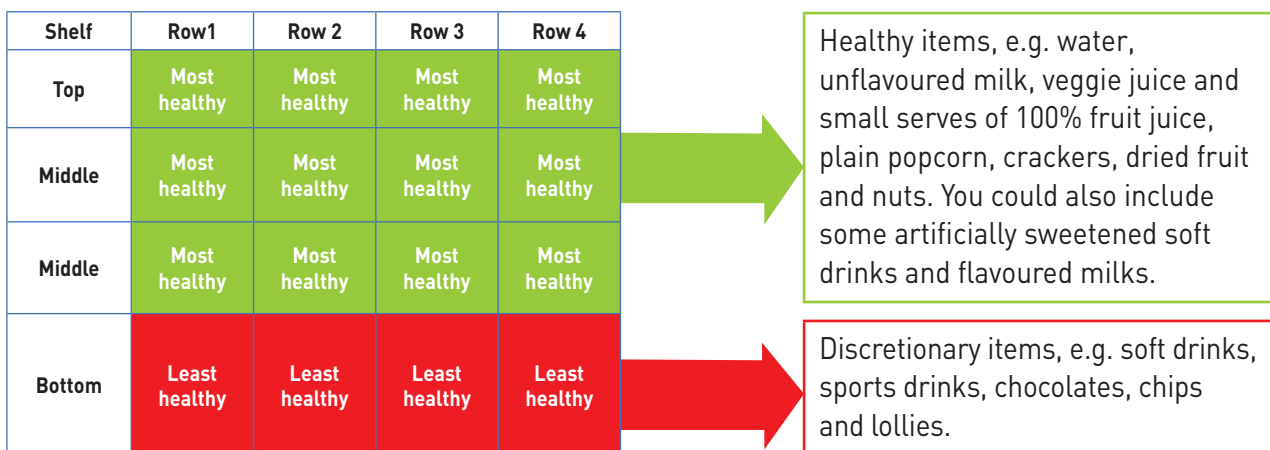 Shelf Row1 Row 2 Row 3 Row 4
Top Most healthy Most healthy Most healthy Most healthy
Middle Most healthy Most healthy Most healthy Most healthy
Middle Most healthy Most healthy Most healthy Most healthy
Bottom Least healthy Least healthy Least healthy Least healthy
Healthy items, e.g. water,
unflavoured milk, veggie juice and
small serves of 100% fruit juice,
plain popcorn, crackers, dried fruit
and nuts. You could also include
some artificially sweetened soft
drinks and flavoured milks.
Discretionary items, e.g. soft drinks,
sports drinks, chocolates, chips
and lollies.